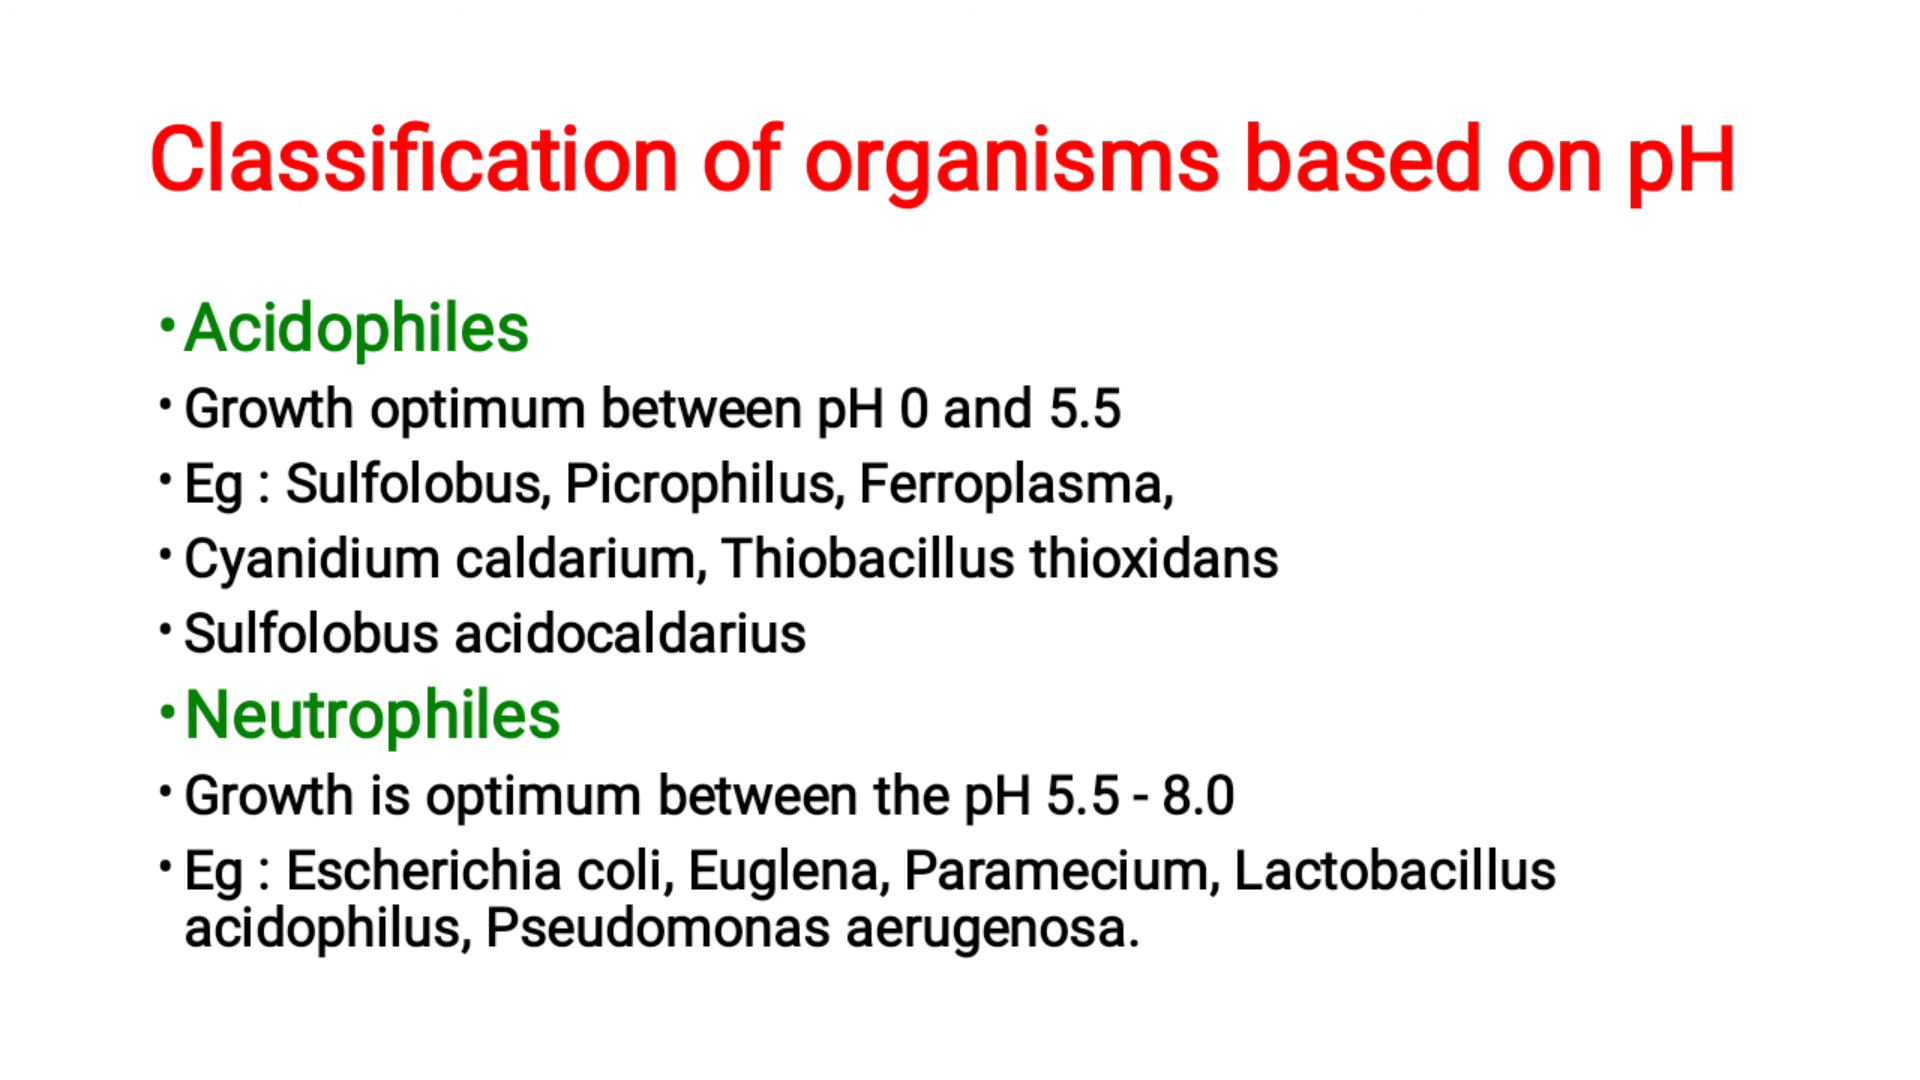 Classification of organisms based on pH
• Acidophiles
• Growth optimum between pH 0 and 5.5
• Eg : Sulfolobus, Picrophilus, Ferroplasma,
• Cyanidium caldarium, Thiobacillus thioxidans
• Sulfolobus acidocaldarius
• Neutrophiles
• Growth is optimum between the pH 5.5 - 8.0
• Eg : Escherichia coli, Euglena, Paramecium, Lactobacillus
acidophilus, Pseudomonas aerugenosa.